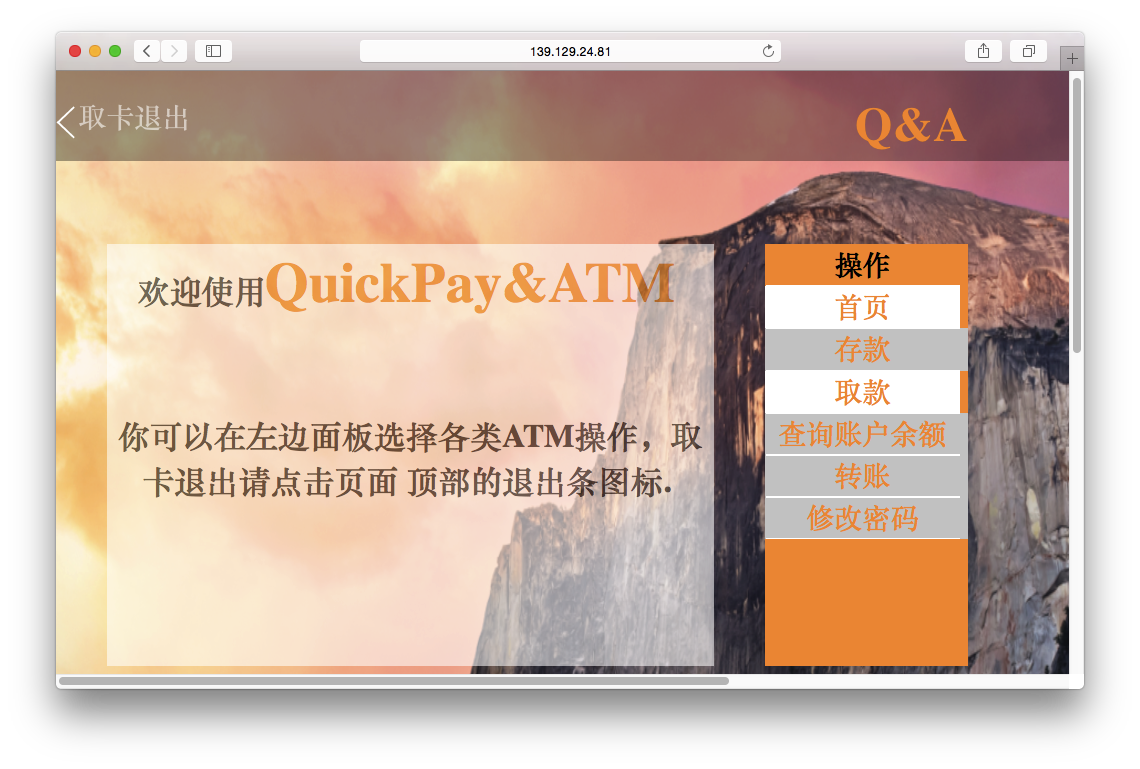 139.129.24.81
取卡退出
Q&A
欢迎使用QuickPay&ATM
你可以在左边面板选择各类ATM操作，取
卡退出请点击页面 顶部的退出条图标.
操作
首页
存款
取款
查询账户余额
转账
修改密码